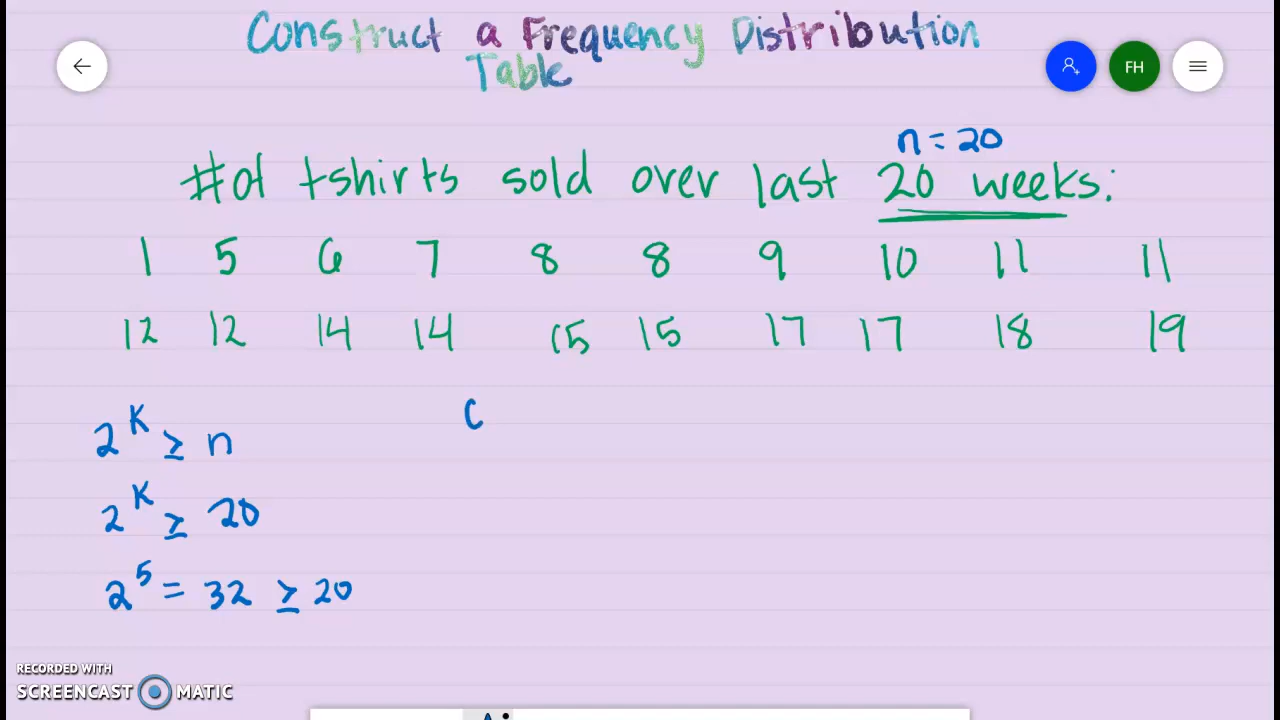 Construct a Frequency Distribution
Table
FH
n = 20
# of tshirts sold over last 20 weeks:
1 5 6 7 8 8 9 10 11 11
12 12 14 14 15 15 17 17 18 19
2^K ≥ n
C
2^K ≥ 20
2^5 = 32 ≥ 20
RECORDED WITH
SCREENCAST MATIC